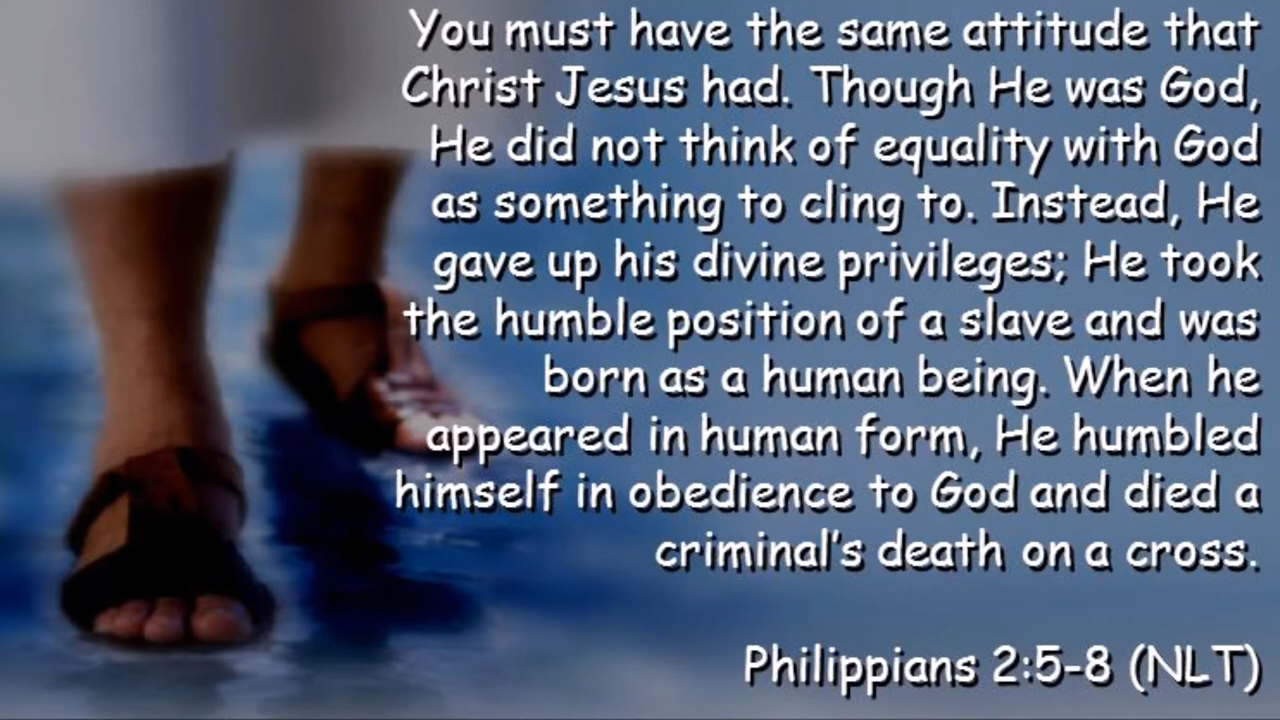 You must have the same attitude that
Christ Jesus had. Though He was God,
He did not think of equality with God
as something to cling to. Instead, He
gave up his divine privileges; He took
the humble position of a slave and was
born as a human being. When he
appeared in human form, He humbled
himself in obedience to God and died a
criminal's death on a cross.
Philippians 2:5-8 (NLT)